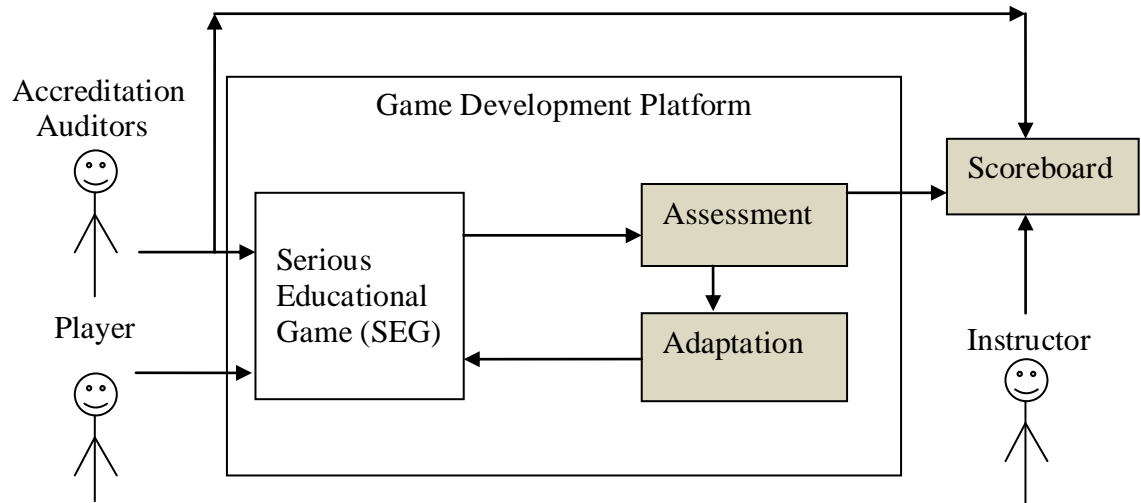 Accreditation
Auditors
Game Development Platform
Scoreboard
Assessment
Serious
Educational
Game (SEG)
Player
Adaptation
Instructor